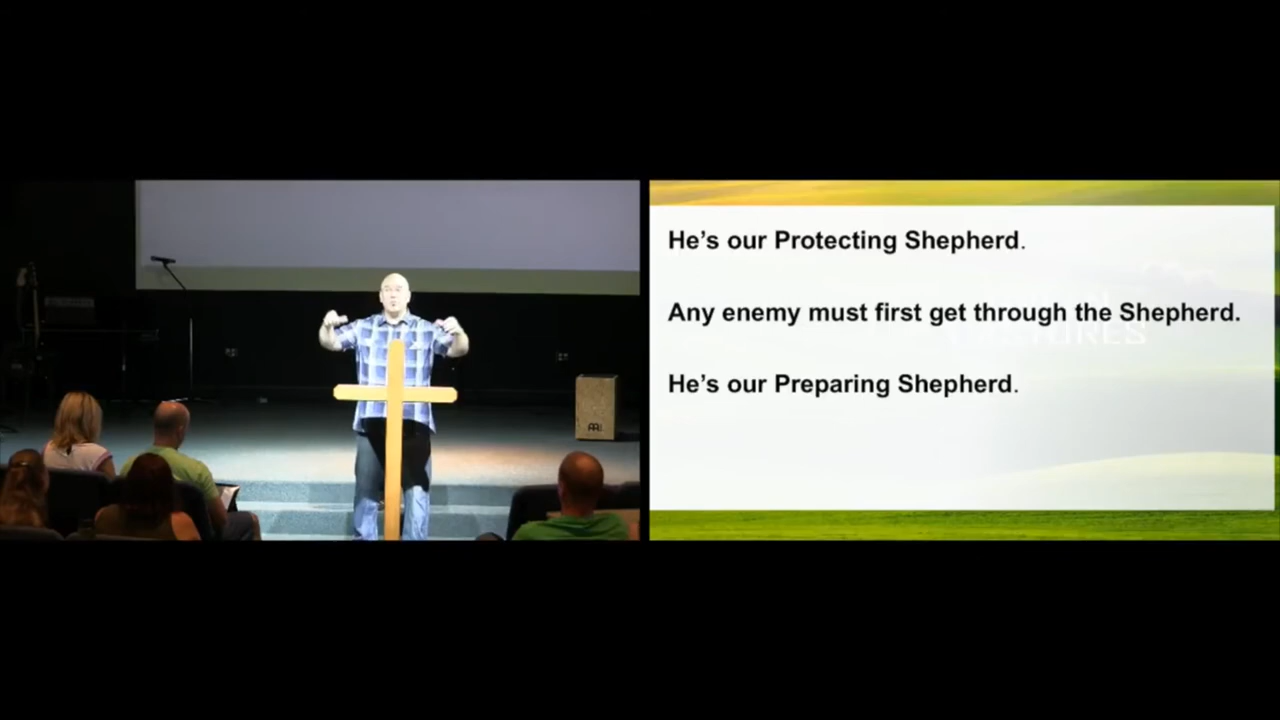 He's our Protecting Shepherd.
Any enemy must first get through the Shepherd.
He's our Preparing Shepherd.